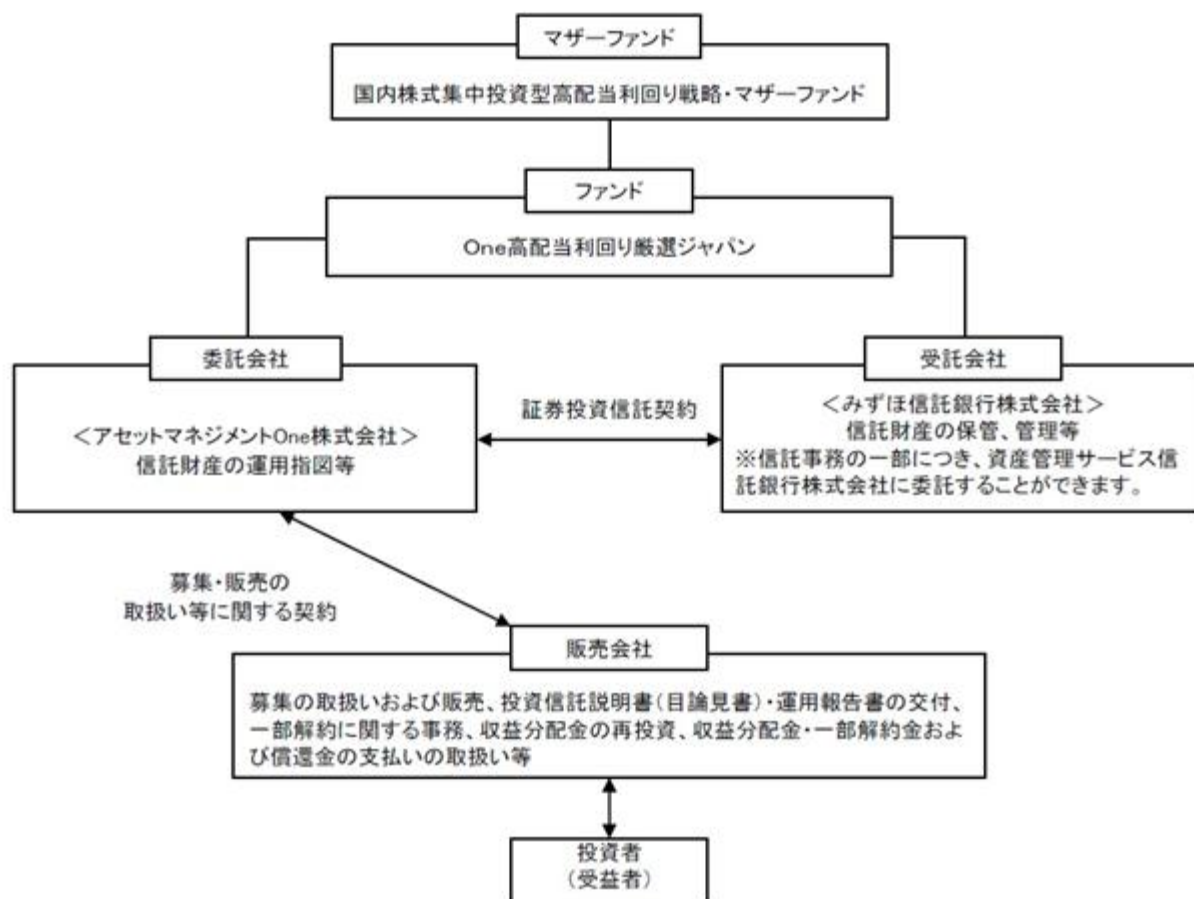 マザーファンド
国内株式集中投資型高配当利回り戦略・マザーファンド
ファンド
One高配当利回り厳選ジャパン
委託会社
<アセットマネジメントOne株式会社>
信託財産の運用指図等
証券投資信託契約
受託会社
<みずほ信託銀行株式会社>
信託財産の保管、管理等
※信託事務の一部につき、資産管理サービス信
託銀行株式会社に委託することができます。
募集・販売の
取扱い等に関する契約
販売会社
募集の取扱いおよび販売、投資信託説明書(目論見書)・運用報告書の交付、
一部解約に関する事務、収益分配金の再投資、収益分配金・一部解約金およ
び償還金の支払いの取扱い等
投資者
(受益者)